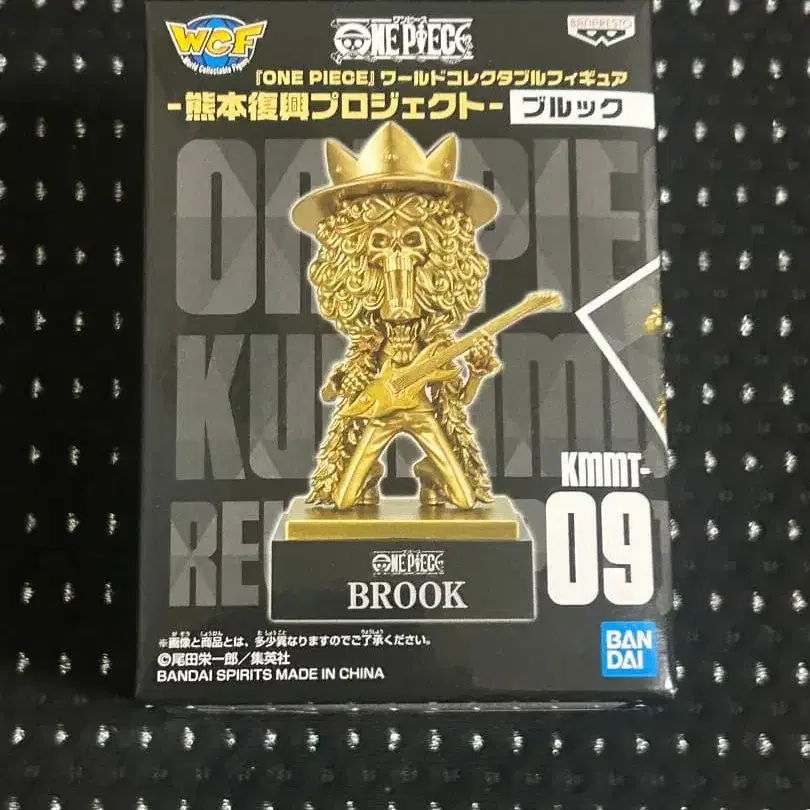 WCF
World Collectable Figure
ワンピース
ONE PIECE
BANPRESTO
『ONE PIECE』ワールドコレクタブルフィギュア
-熊本復興プロジェクト- ブルック
KMMT-
09
ONE PIECE
BROOK
※画像と商品とは、多少異なりますのでご了承ください。
©尾田栄一郎／集英社
BANDAI SPIRITS MADE IN CHINA
BAN
DAI